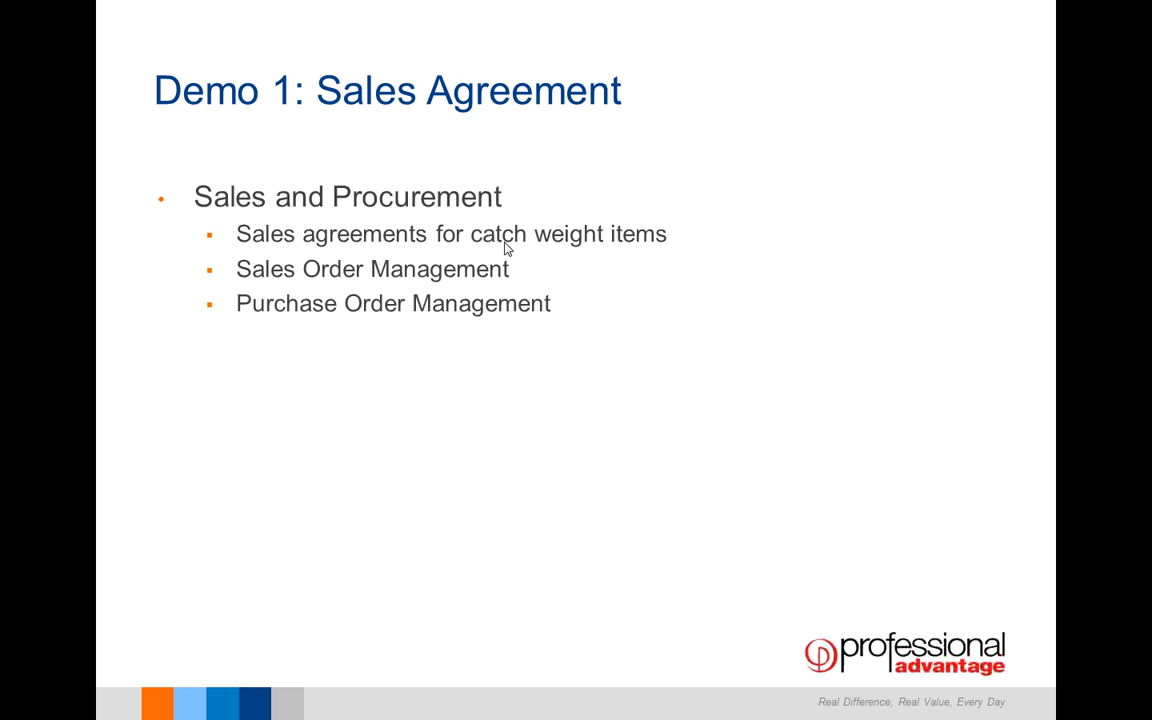 Demo 1: Sales Agreement
• Sales and Procurement
▪ Sales agreements for catch weight items
▪ Sales Order Management
▪ Purchase Order Management
professional
advantage
Real Difference, Real Value, Every Day